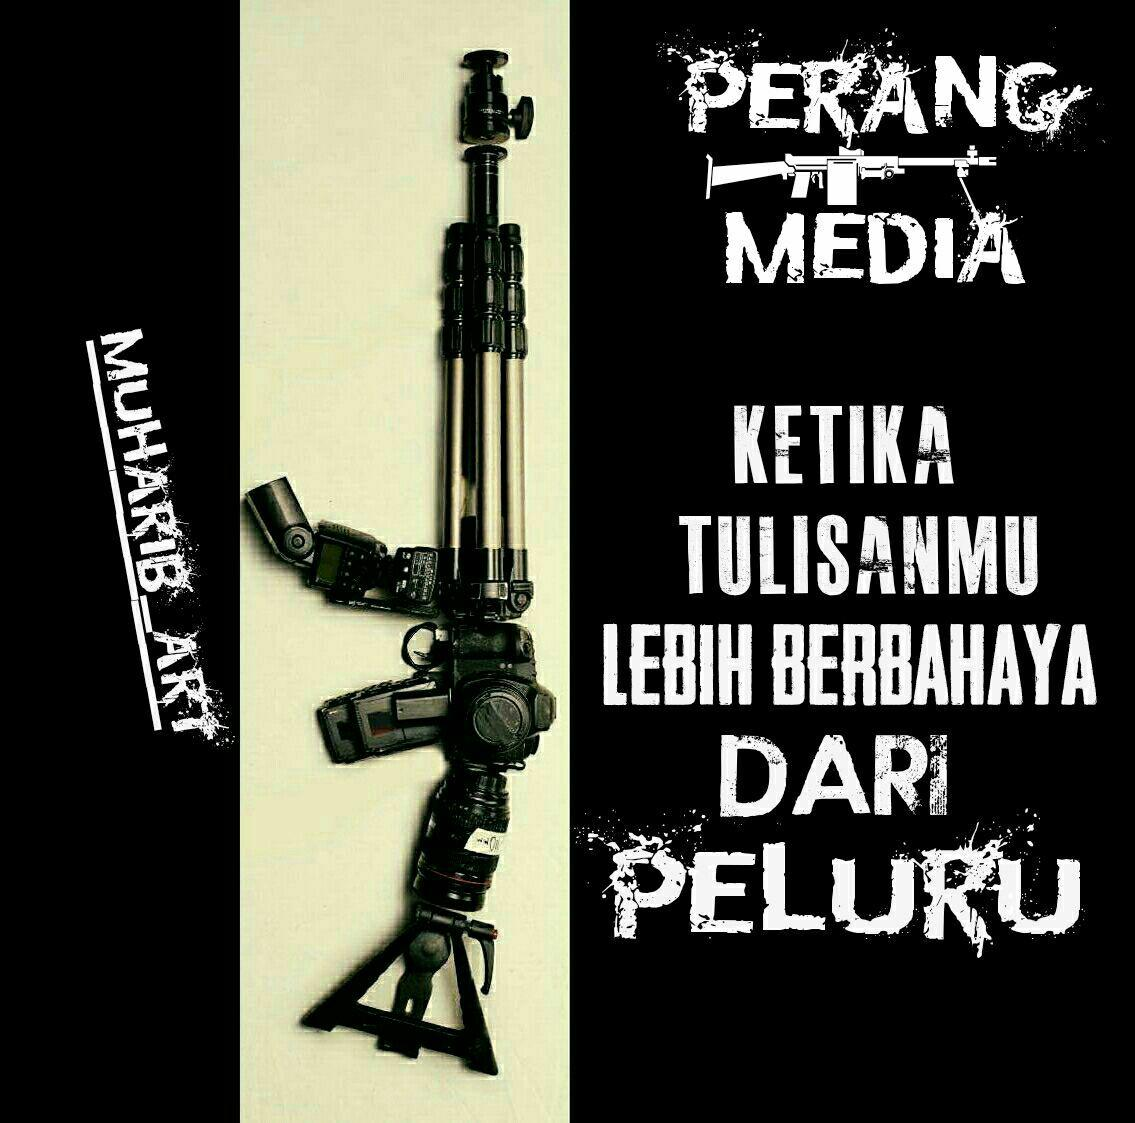 PERANG
MEDIA
MUHARIB_ART
KETIKA
TULISANMU
LEBIH BERBAHAYA
DARI
PELURU